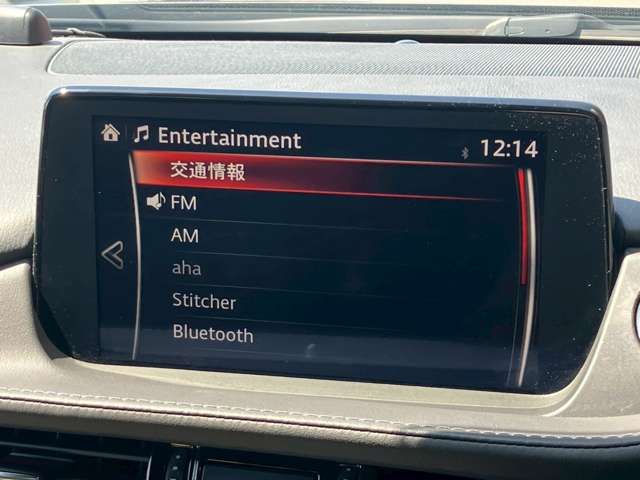 Entertainment
12:14
交通情報
FM
AM
aha
Stitcher
Bluetooth